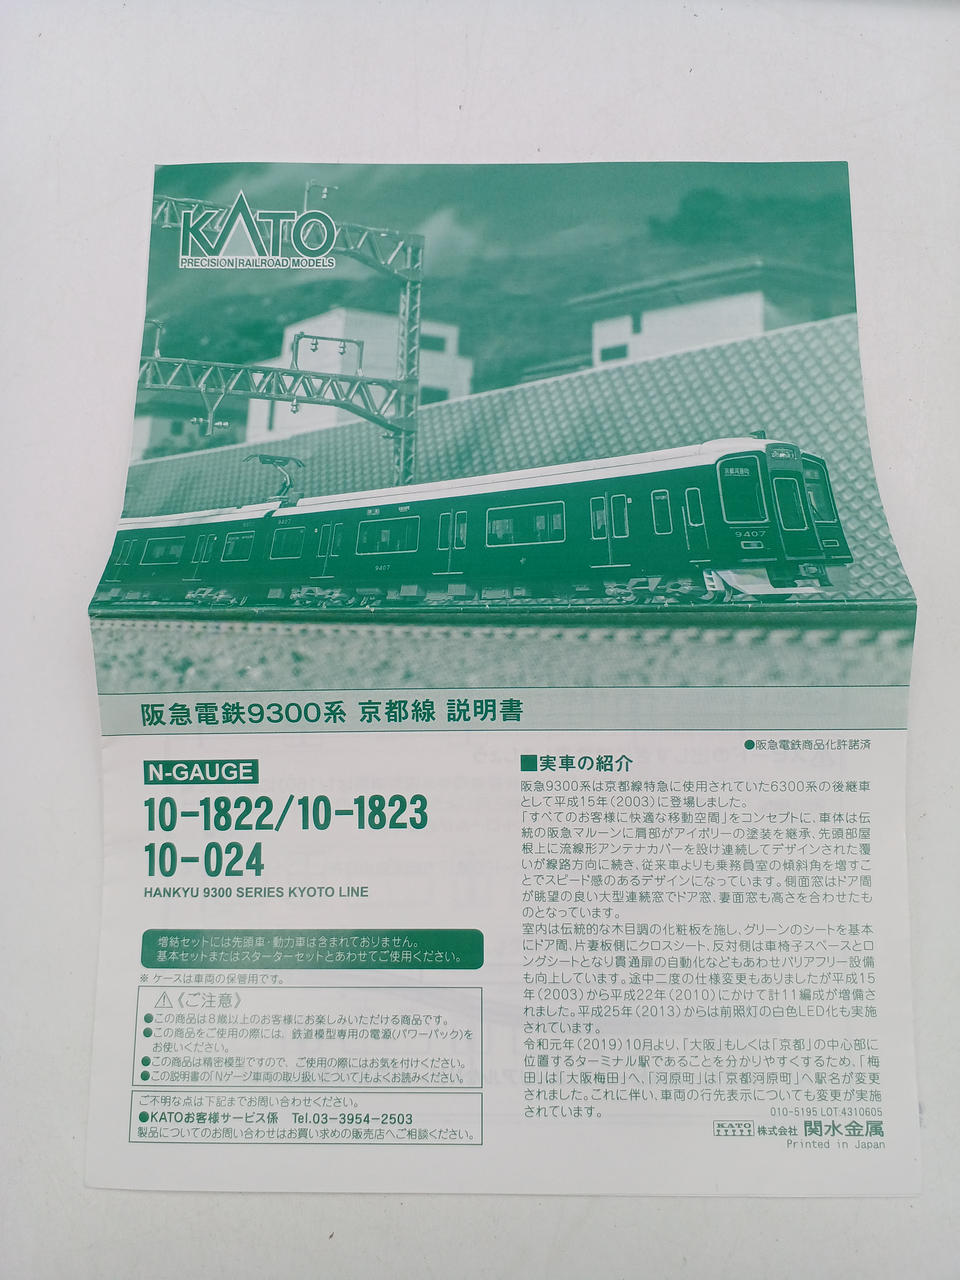 KATO
PRECISION RAILROAD MODELS
9407
9407
9407
阪急電鉄9300系 京都線 説明書
●阪急電鉄商品化許諾済
N-GAUGE
10-1822/10-1823
10-024
HANKYU 9300 SERIES KYOTO LINE
増結セットには先頭車・動力車は含まれておりません。
基本セットまたはスターターセットとあわせてご使用ください。
※ ケースは車両の保管用です。
⚠《ご注意》
●この商品は8歳以上のお客様にお楽しみいただける商品です。
●この商品をご使用の際には、鉄道模型専用の電源(パワーパック)を
お使いください。
●この商品は精密模型ですので、ご使用の際にはお気を付けください。
●この説明書の「Nゲージ車両の取り扱いについて」もよくお読みください。
ご不明な点は下記までお問い合わせください。
●KATOお客様サービス係 Tel.03-3954-2503
製品についてのお問い合わせはお買い求めの販売店へご相談ください。
■実車の紹介
阪急9300系は京都線特急に使用されていた6300系の後継車
として平成15年(2003)に登場しました。
「すべてのお客様に快適な移動空間」をコンセプトに、車体は伝
統の阪急マルーンに肩部がアイボリーの塗装を継承、先頭部屋
根上に流線形アンテナカバーを設け連続してデザインされた覆
いが線路方向に続き、従来車よりも乗務員室の傾斜角を増すこ
とでスピード感のあるデザインになっています。側面窓はドア間
が眺望の良い大型連続窓でドア窓、妻面窓も高さを合わせたも
のとなっています。
室内は伝統的な木目調の化粧板を施し、グリーンのシートを基本
にドア間、片妻板側にクロスシート、反対側は車椅子スペースとロ
ングシートとなり貫通扉の自動化などもあわせバリアフリー設備
も向上しています。途中二度の仕様変更もありましたが平成15
年(2003)から平成22年(2010)にかけて計11編成が増備さ
れました。平成25年(2013)からは前照灯の白色LED化も実施
されています。
令和元年(2019)10月より、「大阪」もしくは「京都」の中心部に
位置するターミナル駅であることを分かりやすくするため、「梅
田」は「大阪梅田」へ、「河原町」は「京都河原町」へ駅名が変更
されました。これに伴い、車両の行先表示についても変更が実施
されています。
010-5195 LOT:4310605
KATO 株式会社 関水金属
Printed in Japan